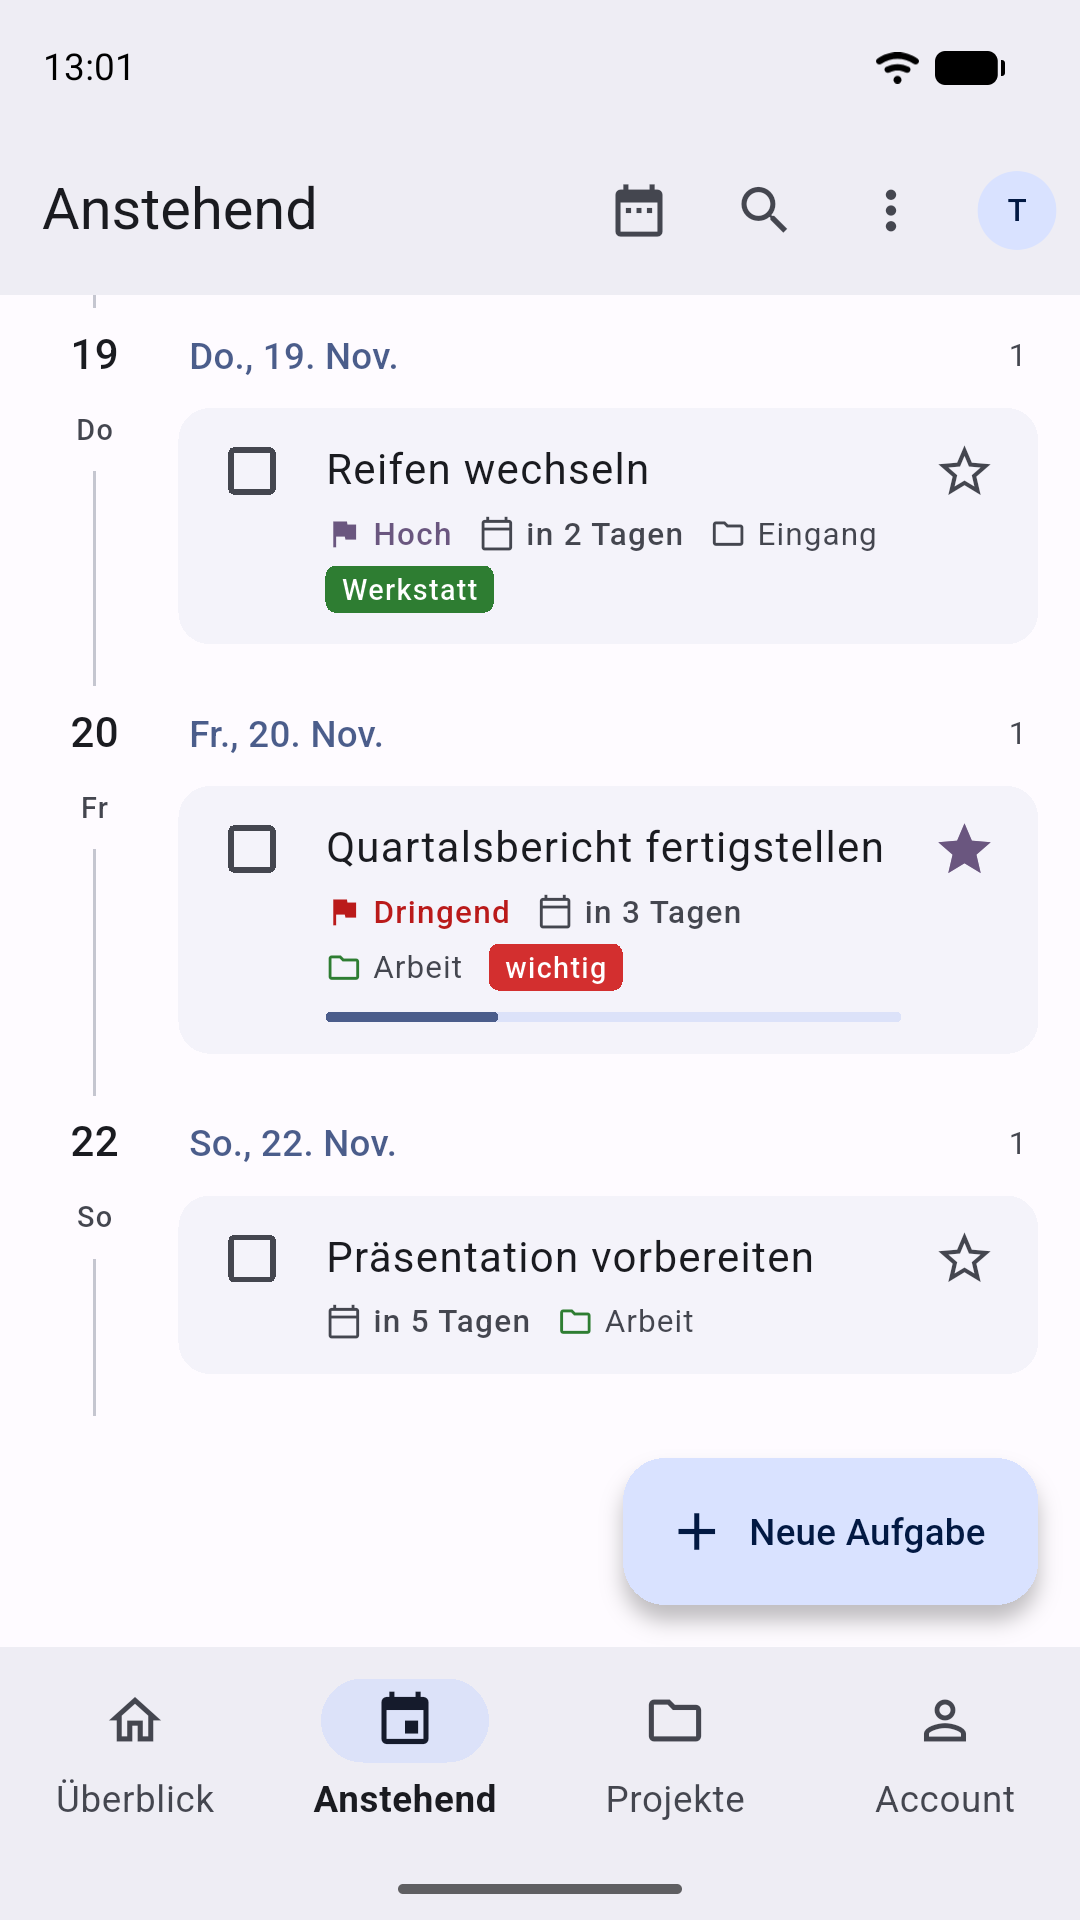 13:01
Anstehend
T
19 Do., 19. Nov. 1
Do
Reifen wechseln
Hoch in 2 Tagen Eingang
Werkstatt
20 Fr., 20. Nov. 1
Fr
Quartalsbericht fertigstellen
Dringend in 3 Tagen
Arbeit wichtig
22 So., 22. Nov. 1
So
Präsentation vorbereiten
in 5 Tagen Arbeit
Neue Aufgabe
Überblick Anstehend Projekte Account